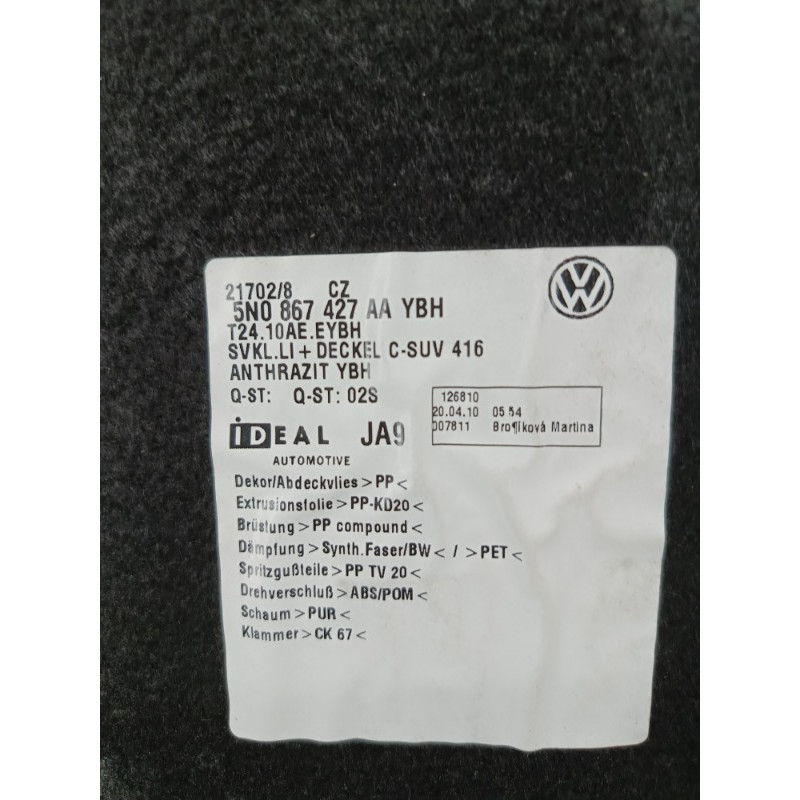 21702/8 CZ
5N0 867 427 AA YBH
T24.10AE.EYBH
SVKL.LI + DECKEL C-SUV 416
ANTHRAZIT YBH
Q-ST: Q-ST: 02S
126810
20.04.10 05 54
007811 Bro¶íková Martina
iDEAL JA9
AUTOMOTIVE
Dekor/Abdeckvlies > PP <
Extrusionsfolie > PP-KD20 <
Brüstung > PP compound <
Dämpfung > Synth.Faser/BW < / > PET <
Spritzgußteile > PP TV 20 <
Drehverschluß > ABS/POM <
Schaum > PUR <
Klammer > CK 67 <